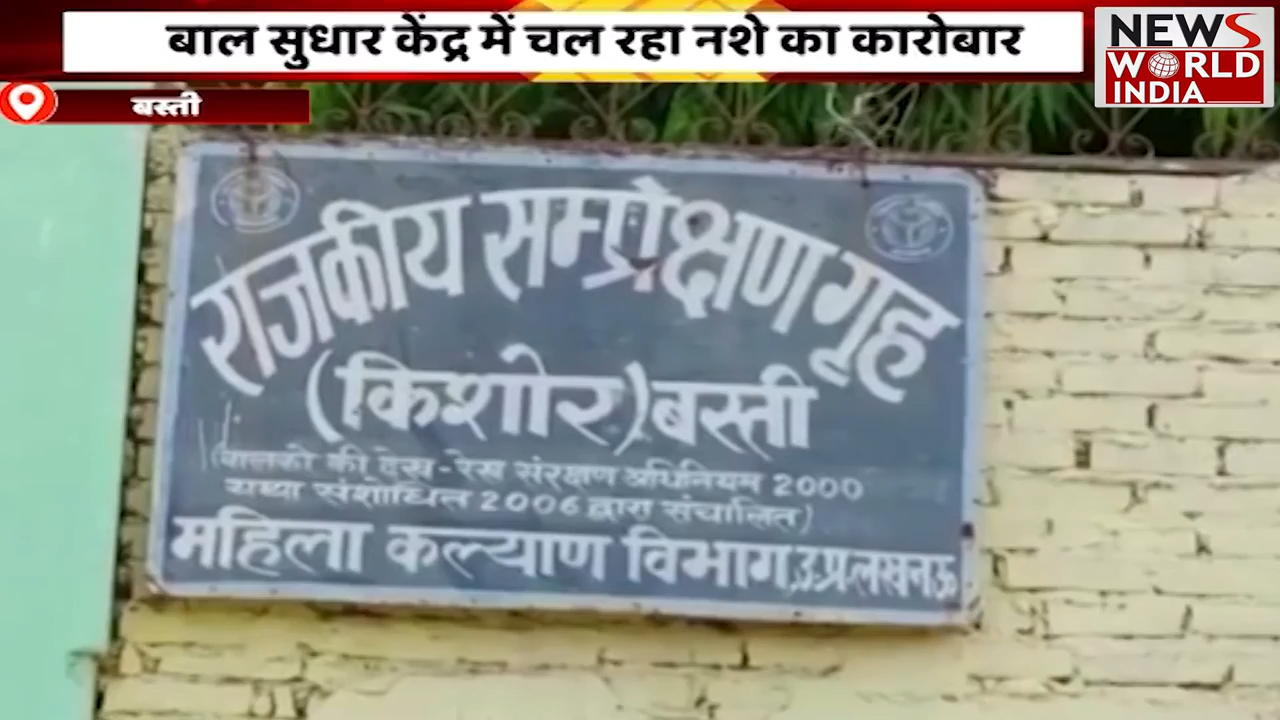 बाल सुधार केंद्र में चल रहा नशे का कारोबार
NEWS
WORLD
INDIA
बस्ती
राजकीय सम्प्रेक्षण गृह
(किशोर) बस्ती
(बालकों की देख-रेख संरक्षण अधिनियम 2000
यथा संशोधित 2006 द्वारा संचालित)
महिला कल्याण विभाग, उ.प्र. लखनऊ